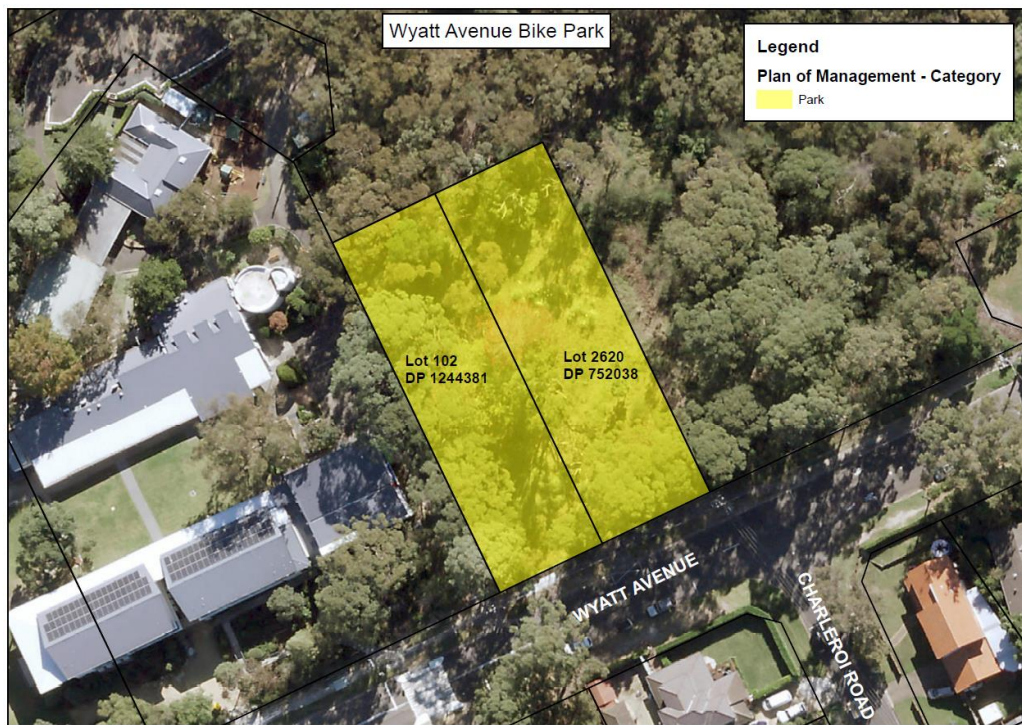 Wyatt Avenue Bike Park
Legend
Plan of Management - Category
Park
Lot 102
DP 1244381
Lot 2620
DP 752038
WYATT AVENUE
CHARLEROI ROAD